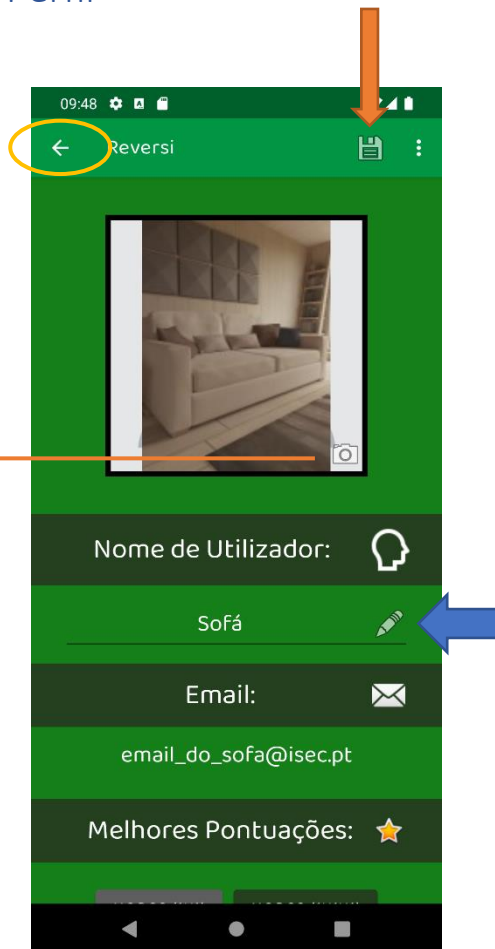 09:48
Reversi
Nome de Utilizador:
Sofá
Email:
email_do_sofa@isec.pt
Melhores Pontuações: